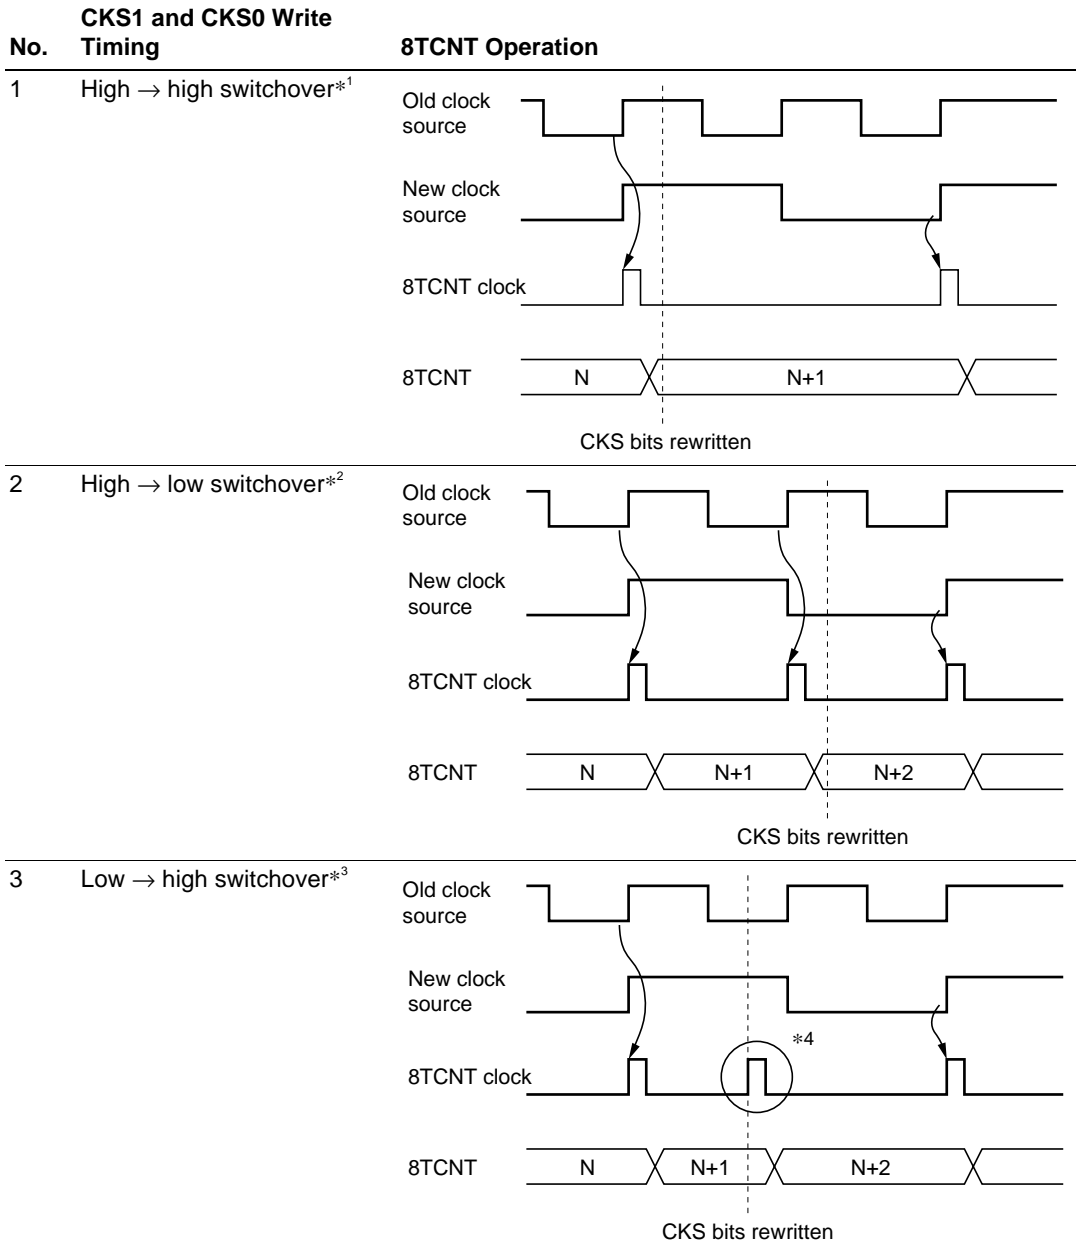 CKS1 and CKS0 Write
No. Timing 8TCNT Operation
1 High → high switchover*1
Old clock
source
New clock
source
8TCNT clock
8TCNT N N+1
CKS bits rewritten
2 High → low switchover*2
Old clock
source
New clock
source
8TCNT clock
8TCNT N N+1 N+2
CKS bits rewritten
3 Low → high switchover*3
Old clock
source
New clock
source
*4
8TCNT clock
8TCNT N N+1 N+2
CKS bits rewritten